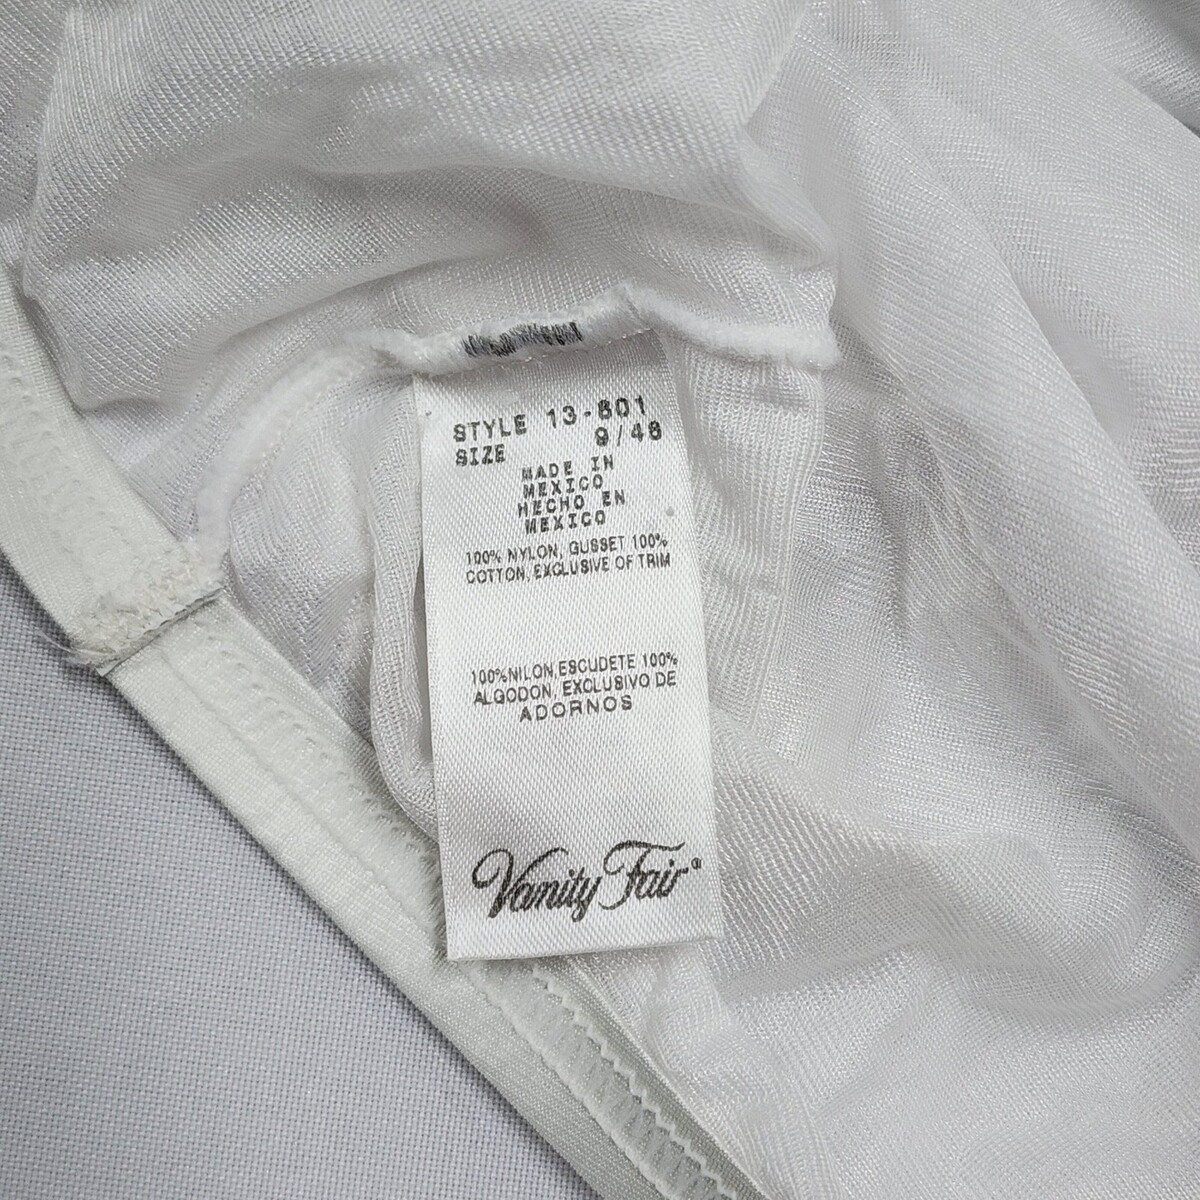 STYLE 13-801
SIZE 9/48
MADE IN
MEXICO
HECHO EN
MEXICO
100% NYLON, GUSSET 100%
COTTON, EXCLUSIVE OF TRIM
100%NILON, ESCUDETE 100%
ALGODON, EXCLUSIVO DE
ADORNOS
Vanity Fair®